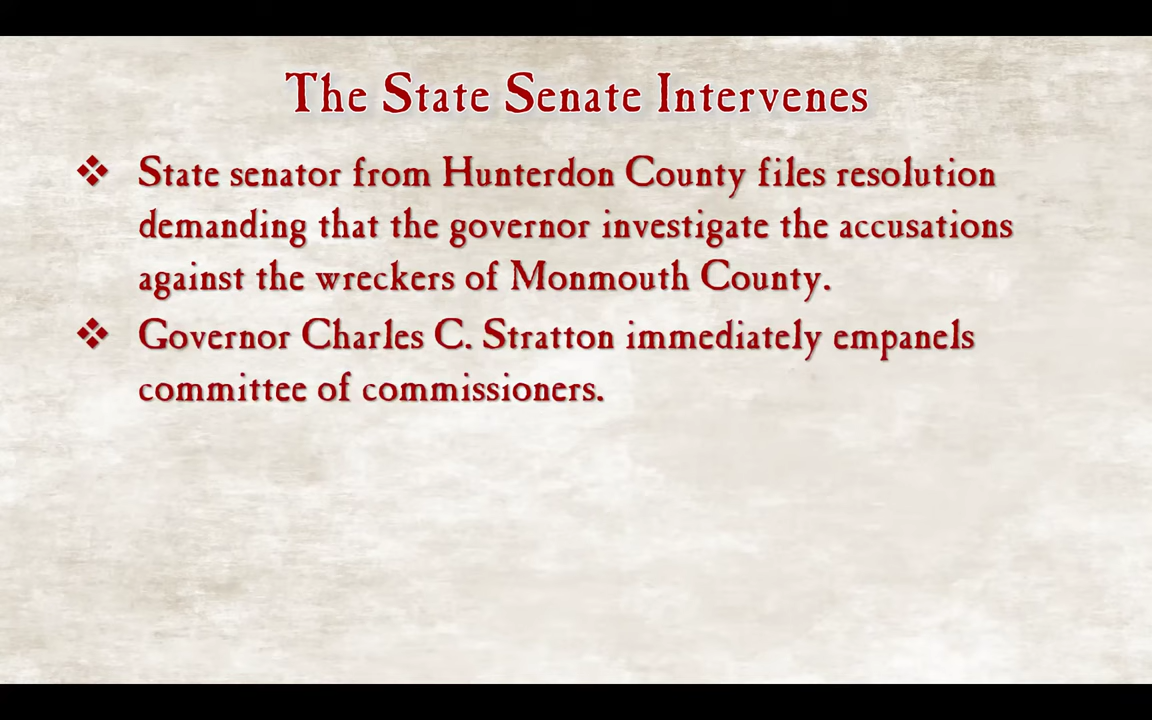 The State Senate Intervenes
❖ State senator from Hunterdon County files resolution
demanding that the governor investigate the accusations
against the wreckers of Monmouth County.
❖ Governor Charles C. Stratton immediately empanels
committee of commissioners.